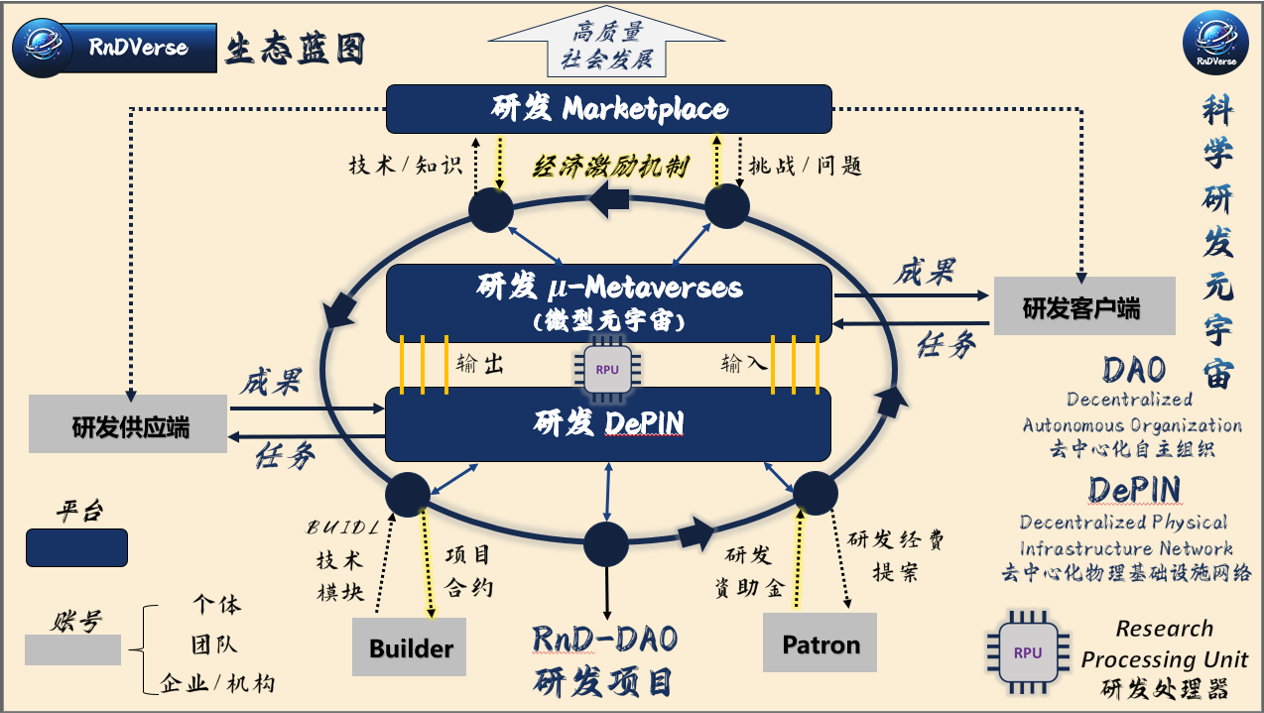 RnDVerse
生态蓝图
高质量
社会发展
RnDVerse
科学研发元宇宙
研发 Marketplace
技术/知识
经济激励机制
挑战/问题
研发 μ-Metaverses
(微型元宇宙)
成果
任务
研发客户端
输出
RPU
输入
成果
任务
研发供应端
研发 DePIN
DAO
Decentralized
Autonomous Organization
去中心化自主组织
DePIN
Decentralized Physical
Infrastructure Network
去中心化物理基础设施网络
平台
BUIDL
技术
模块
项目
合约
研发
資助金
研发经费
提案
账号
个体
团队
企业/机构
Builder
RnD-DAO
研发项目
Patron
RPU
Research
Processing Unit
研发处理器